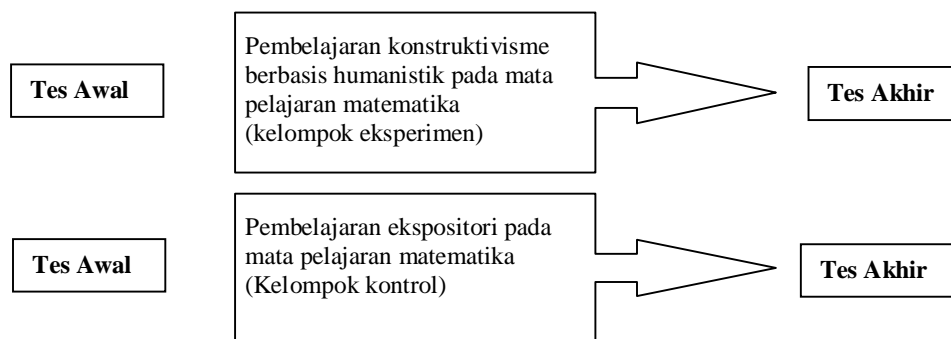 Tes Awal
Pembelajaran konstruktivisme
berbasis humanistik pada mata
pelajaran matematika
(kelompok eksperimen)
Tes Akhir
Tes Awal
Pembelajaran ekspositori pada
mata pelajaran matematika
(Kelompok kontrol)
Tes Akhir